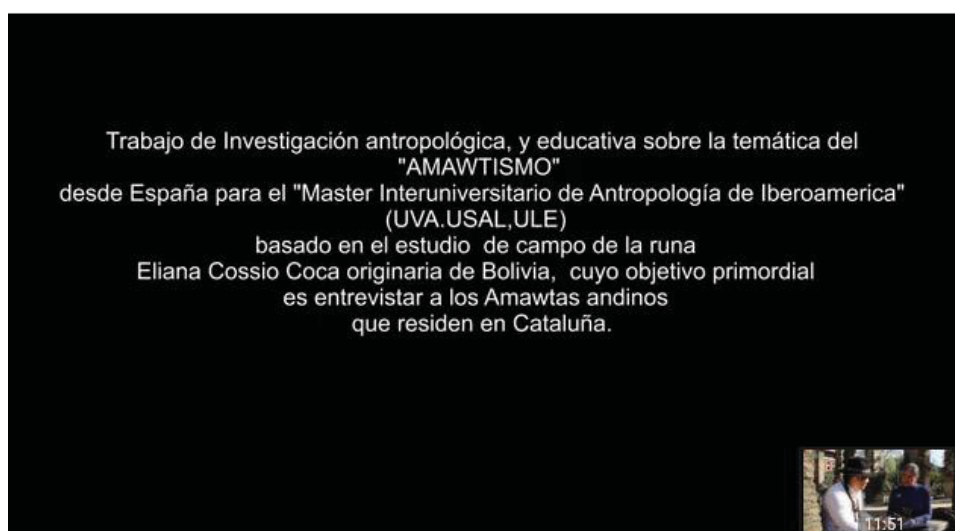 Trabajo de Investigación antropológica, y educativa sobre la temática del
"AMAWTISMO"
desde España para el "Master Interuniversitario de Antropología de Iberoamerica"
(UVA.USAL,ULE)
basado en el estudio de campo de la runa
Eliana Cossio Coca originaria de Bolivia, cuyo objetivo primordial
es entrevistar a los Amawtas andinos
que residen en Cataluña.
11:51